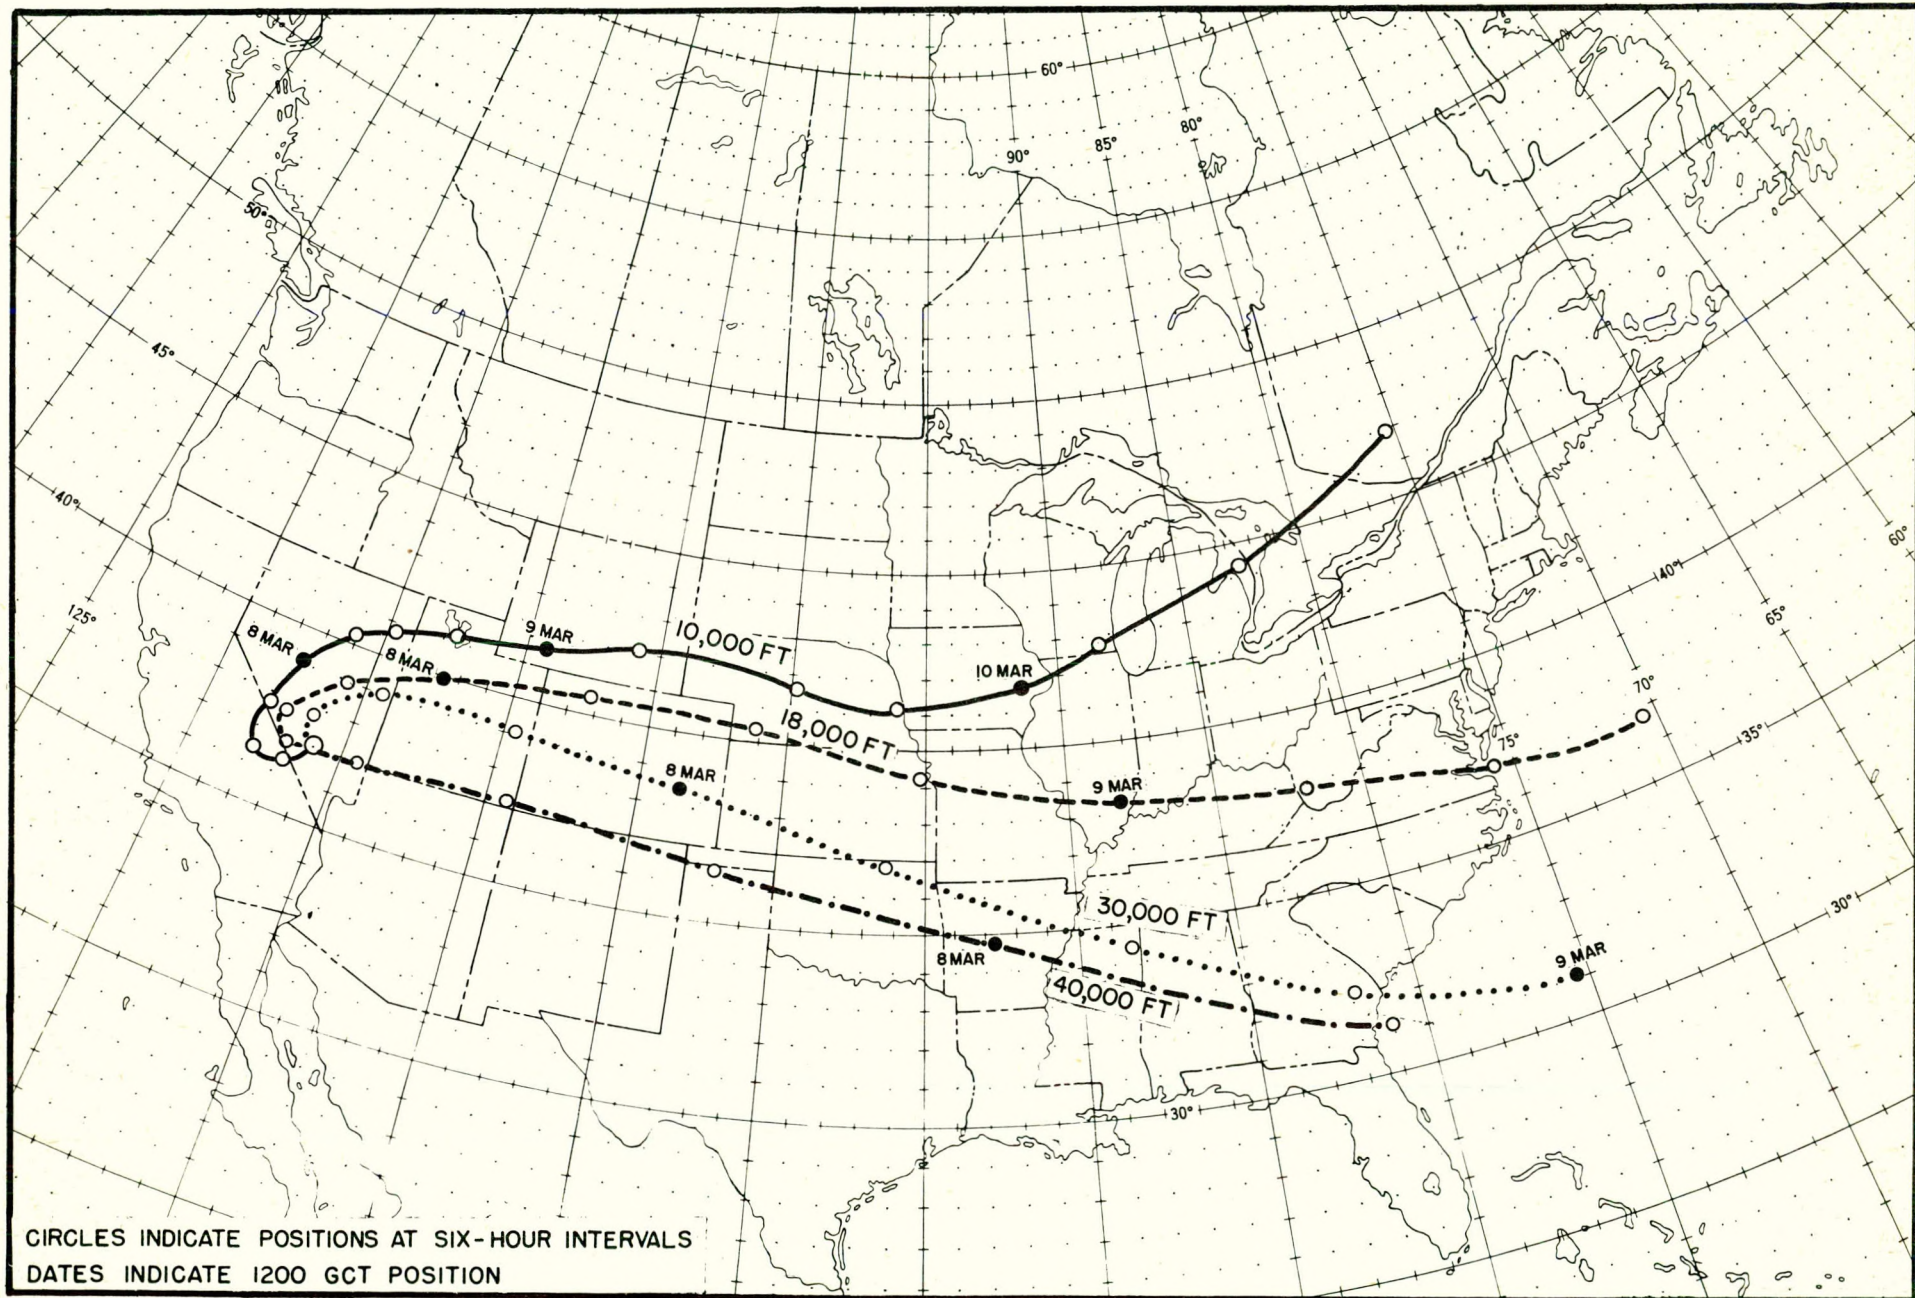 60°
80°
85°
90°
50°
45°
40°
60°
40°
125°
65°
8 MAR
9 MAR
10,000 FT
8 MAR
10 MAR
70°
18,000 FT
75°
35°
8 MAR
9 MAR
30,000 FT
30°
8 MAR
9 MAR
40,000 FT
30°
CIRCLES INDICATE POSITIONS AT SIX-HOUR INTERVALS
DATES INDICATE 1200 GCT POSITION